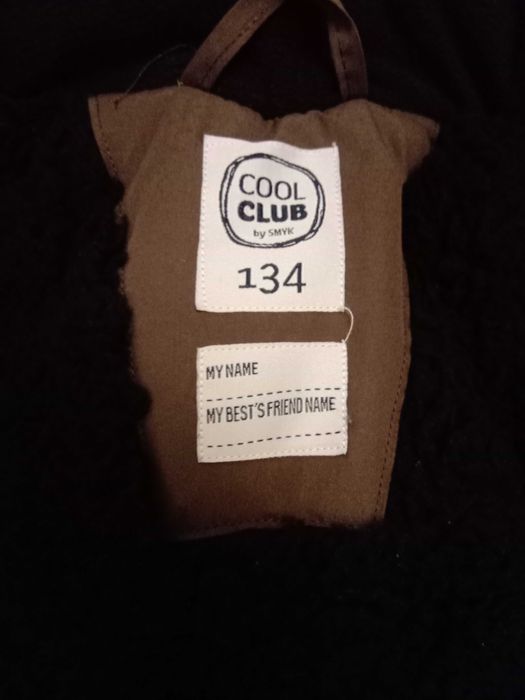 COOL
CLUB
by SMYK
134
MY NAME
MY BEST'S FRIEND NAME